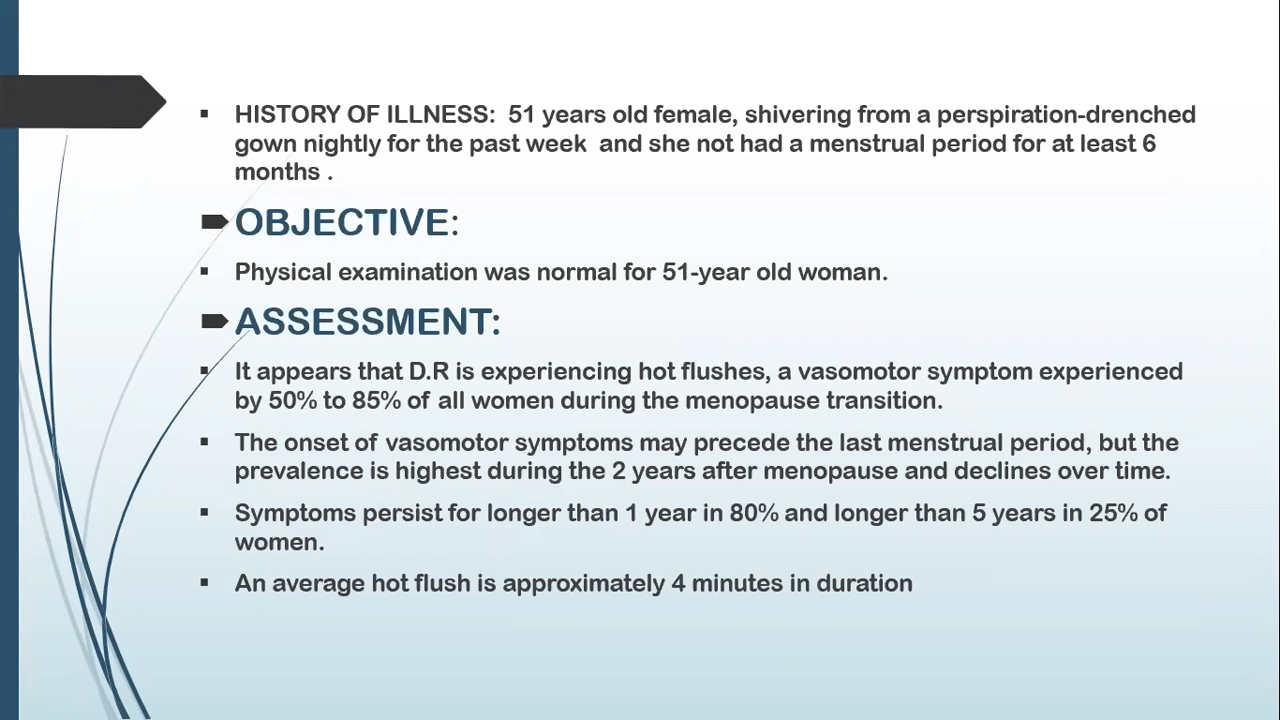 ▪ HISTORY OF ILLNESS: 51 years old female, shivering from a perspiration-drenched
gown nightly for the past week and she not had a menstrual period for at least 6
months .
OBJECTIVE:
▪ Physical examination was normal for 51-year old woman.
ASSESSMENT:
▪ It appears that D.R is experiencing hot flushes, a vasomotor symptom experienced
by 50% to 85% of all women during the menopause transition.
▪ The onset of vasomotor symptoms may precede the last menstrual period, but the
prevalence is highest during the 2 years after menopause and declines over time.
▪ Symptoms persist for longer than 1 year in 80% and longer than 5 years in 25% of
women.
▪ An average hot flush is approximately 4 minutes in duration